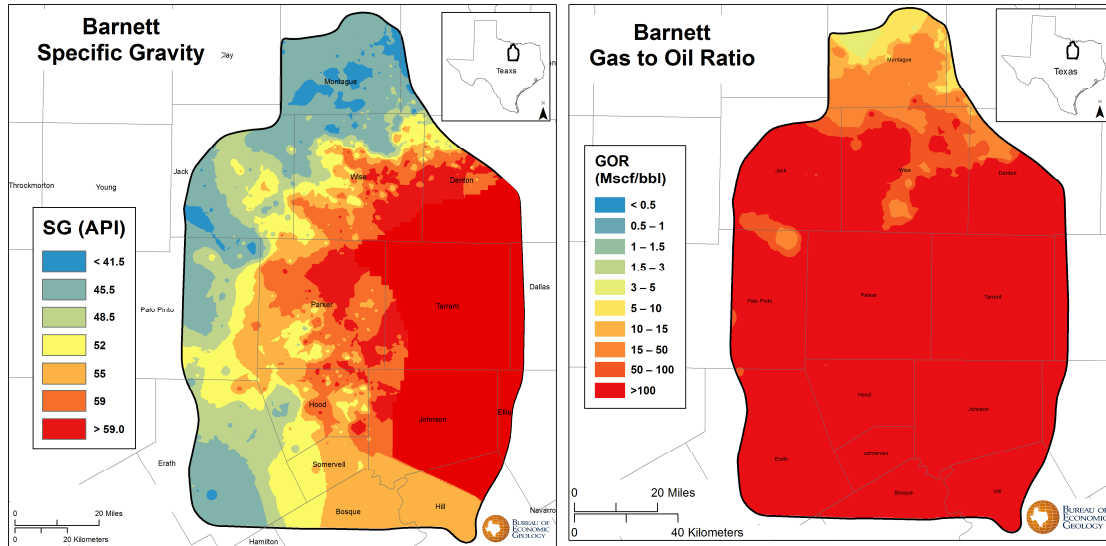 Barnett
Specific Gravity
Clay
Texas
N
Montague
Jack
Throckmorton
Young
Wise
Denton
SG (API)
< 41.5
45.5
48.5
52
55
59
> 59.0
Palo Pinto
Parker
Tarrant
Dallas
Hood
Johnson
Ellis
Erath
Somervell
Bosque
Hill
Navarro
Hamilton
0 20 Miles
0 20 Kilometers
BUREAU OF
ECONOMIC
GEOLOGY
Barnett
Gas to Oil Ratio
Texas
N
Montague
GOR
(Mscf/bbl)
< 0.5
0.5 – 1
1 – 1.5
1.5 – 3
3 – 5
5 – 10
10 – 15
15 – 50
50 – 100
>100
Jack
Wise
Denton
Palo Pinto
Parker
Tarrant
Hood
Johnson
Erath
Somervell
Bosque
Hill
0 20 Miles
0 40 Kilometers
BUREAU OF
ECONOMIC
GEOLOGY